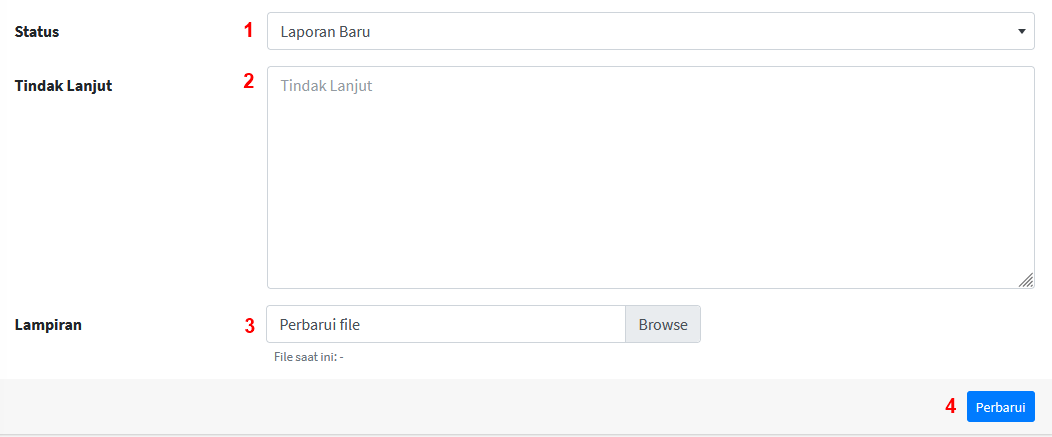 Status 1 Laporan Baru
Tindak Lanjut 2 Tindak Lanjut
Lampiran 3 Perbarui file Browse
File saat ini: -
4 Perbarui